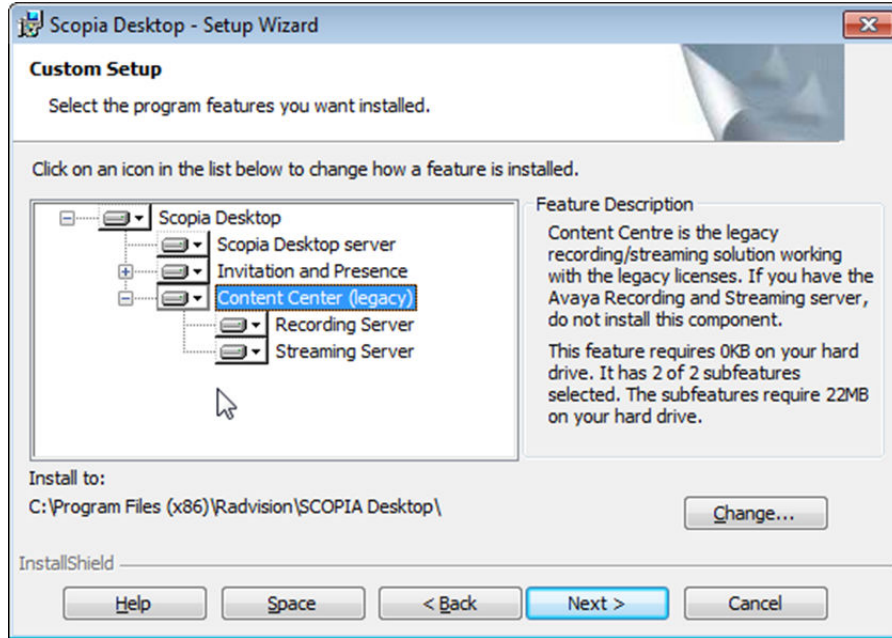 Scopia Desktop - Setup Wizard
Custom Setup
Select the program features you want installed.
Click on an icon in the list below to change how a feature is installed.
Scopia Desktop
Scopia Desktop server
Invitation and Presence
Content Center (legacy)
Recording Server
Streaming Server
Feature Description
Content Centre is the legacy
recording/streaming solution working
with the legacy licenses. If you have the
Avaya Recording and Streaming server,
do not install this component.
This feature requires 0KB on your hard
drive. It has 2 of 2 subfeatures
selected. The subfeatures require 22MB
on your hard drive.
Install to:
C:\Program Files (x86)\Radvision\SCOPIA Desktop\
Change...
InstallShield
Help
Space
< Back
Next >
Cancel